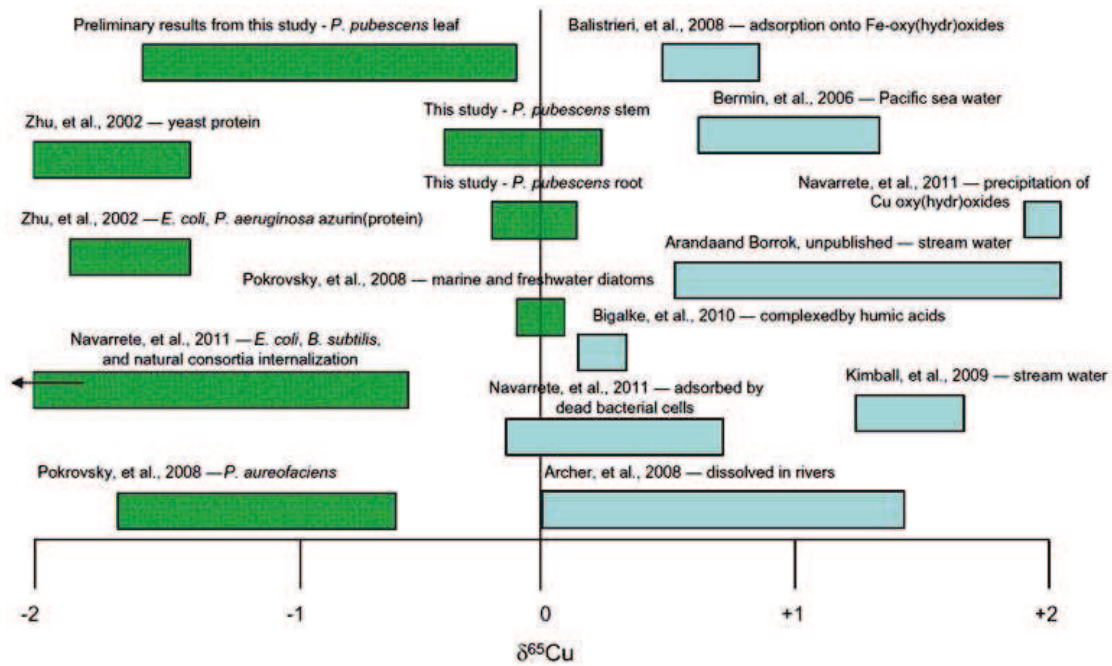 Preliminary results from this study - P. pubescens leaf
Balistrieri, et al., 2008 — adsorption onto Fe-oxy(hydr)oxides
Bermin, et al., 2006 — Pacific sea water
This study - P. pubescens stem
Zhu, et al., 2002 — yeast protein
This study - P. pubescens root
Navarrete, et al., 2011 — precipitation of
Cu oxy(hydr)oxides
Zhu, et al., 2002 — E. coli, P. aeruginosa azurin(protein)
Arandaand Borrok, unpublished — stream water
Pokrovsky, et al., 2008 — marine and freshwater diatoms
Bigalke, et al., 2010 — complexedby humic acids
Navarrete, et al., 2011 — E. coli, B. subtilis,
and natural consortia internalization
Kimball, et al., 2009 — stream water
Navarrete, et al., 2011 — adsorbed by
dead bacterial cells
Pokrovsky, et al., 2008 — P. aureofaciens
Archer, et al., 2008 — dissolved in rivers
-2 -1 0 +1 +2
δ⁶⁵Cu